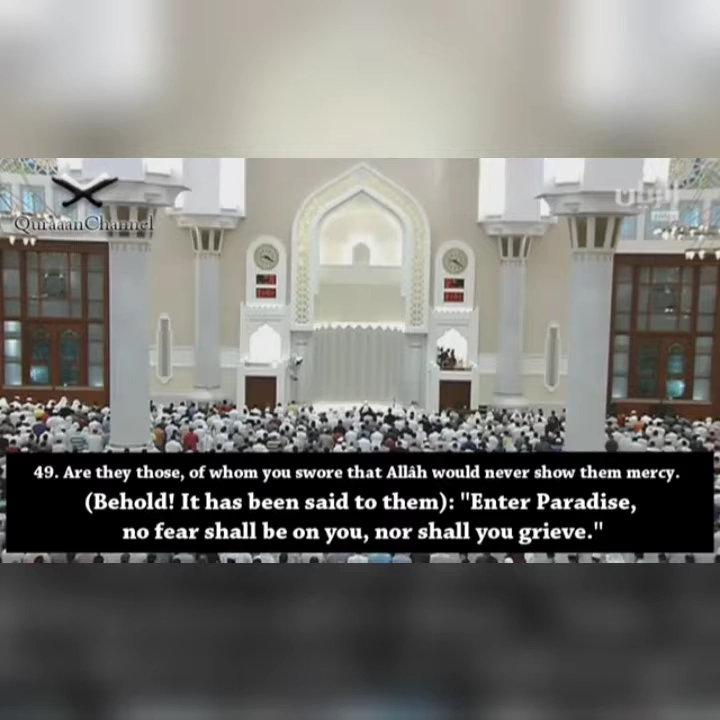 QuraaanChannel
49. Are they those, of whom you swore that Allâh would never show them mercy.
(Behold! It has been said to them): "Enter Paradise,
no fear shall be on you, nor shall you grieve."